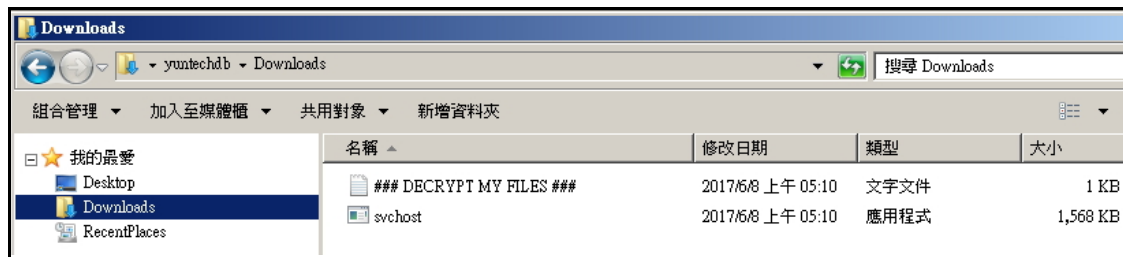 Downloads
yuntechdb Downloads 搜尋 Downloads
組合管理 加入至媒體櫃 共用對象 新增資料夾
我的最愛
Desktop
Downloads
RecentPlaces
名稱 修改日期 類型 大小
### DECRYPT MY FILES ### 2017/6/8 上午 05:10 文字文件 1 KB
svchost 2017/6/8 上午 05:10 應用程式 1,568 KB